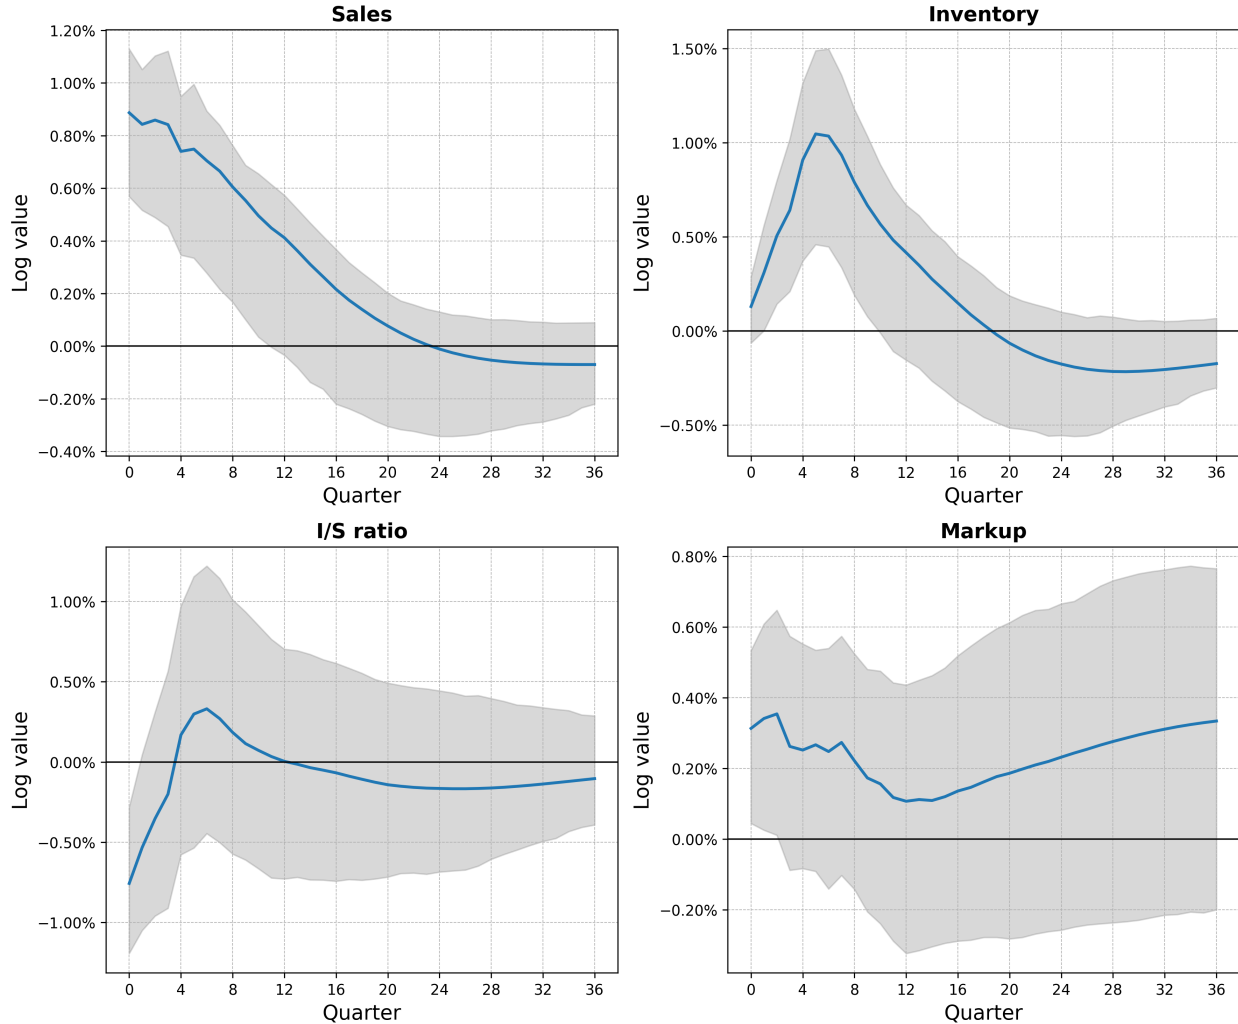 Sales
1.20%
1.00%
0.80%
0.60%
0.40%
0.20%
0.00%
−0.20%
−0.40%
Log value
0 4 8 12 16 20 24 28 32 36
Quarter
Inventory
1.50%
1.00%
0.50%
0.00%
−0.50%
Log value
0 4 8 12 16 20 24 28 32 36
Quarter
I/S ratio
1.00%
0.50%
0.00%
−0.50%
−1.00%
Log value
0 4 8 12 16 20 24 28 32 36
Quarter
Markup
0.80%
0.60%
0.40%
0.20%
0.00%
−0.20%
Log value
0 4 8 12 16 20 24 28 32 36
Quarter